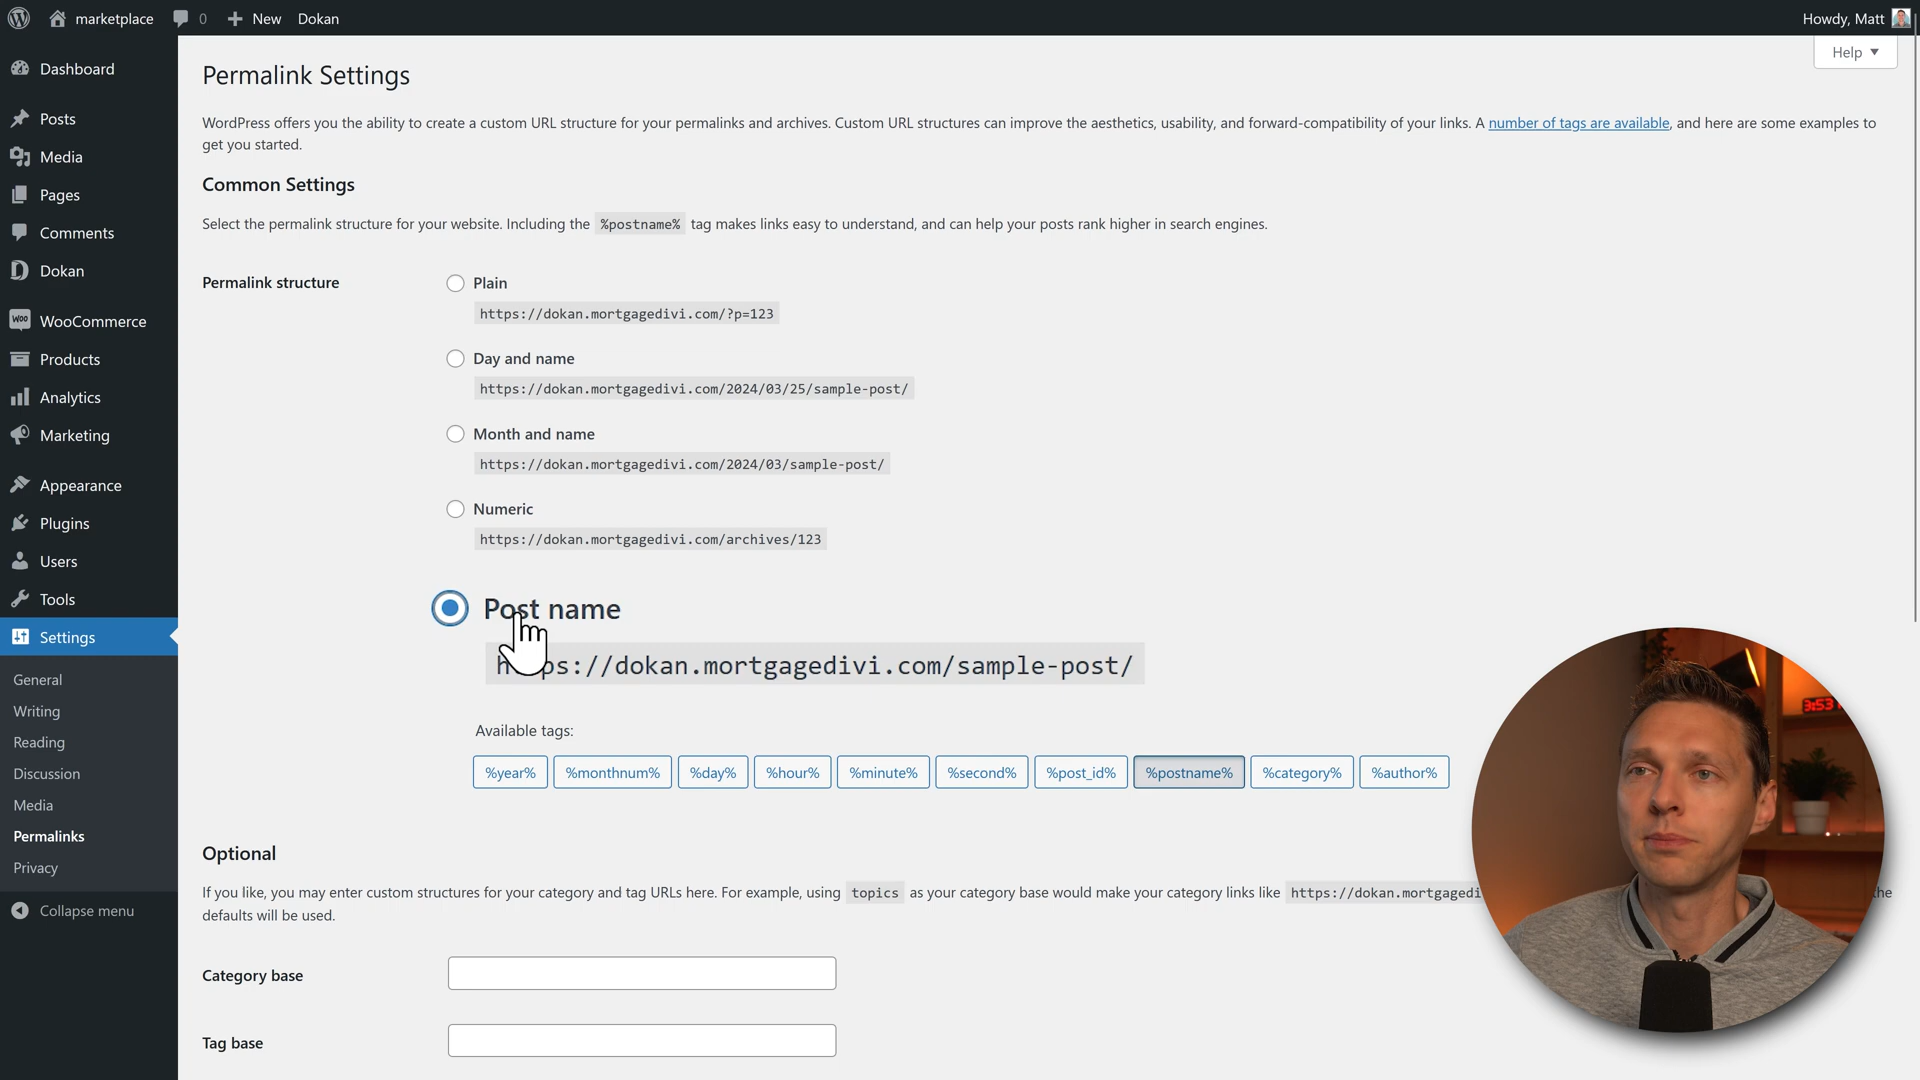 marketplace
0
New
Dokan
Howdy, Matt
Help
Dashboard
Posts
Media
Pages
Comments
Dokan
WooCommerce
Products
Analytics
Marketing
Appearance
Plugins
Users
Tools
Settings
General
Writing
Reading
Discussion
Media
Permalinks
Privacy
Collapse menu
Permalink Settings
WordPress offers you the ability to create a custom URL structure for your permalinks and archives. Custom URL structures can improve the aesthetics, usability, and forward-compatibility of your links. A number of tags are available, and here are some examples to
get you started.
Common Settings
Select the permalink structure for your website. Including the %postname% tag makes links easy to understand, and can help your posts rank higher in search engines.
Permalink structure
Plain
https://dokan.mortgagedivi.com/?p=123
Day and name
https://dokan.mortgagedivi.com/2024/03/25/sample-post/
Month and name
https://dokan.mortgagedivi.com/2024/03/sample-post/
Numeric
https://dokan.mortgagedivi.com/archives/123
Post name
https://dokan.mortgagedivi.com/sample-post/
Available tags:
%year% %monthnum% %day% %hour% %minute% %second% %post_id% %postname% %category% %author%
Optional
If you like, you may enter custom structures for your category and tag URLs here. For example, using topics as your category base would make your category links like https://dokan.mortgagedi
defaults will be used.
Category base
Tag base